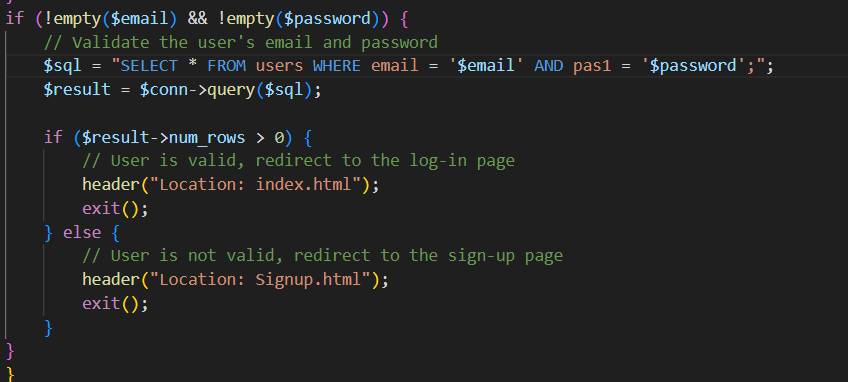 if (!empty($email) && !empty($password)) {
// Validate the user's email and password
$sql = "SELECT * FROM users WHERE email = '$email' AND pas1 = '$password';";
$result = $conn->query($sql);
if ($result->num_rows > 0) {
// User is valid, redirect to the log-in page
header("Location: index.html");
exit();
} else {
// User is not valid, redirect to the sign-up page
header("Location: Signup.html");
exit();
}
}
}